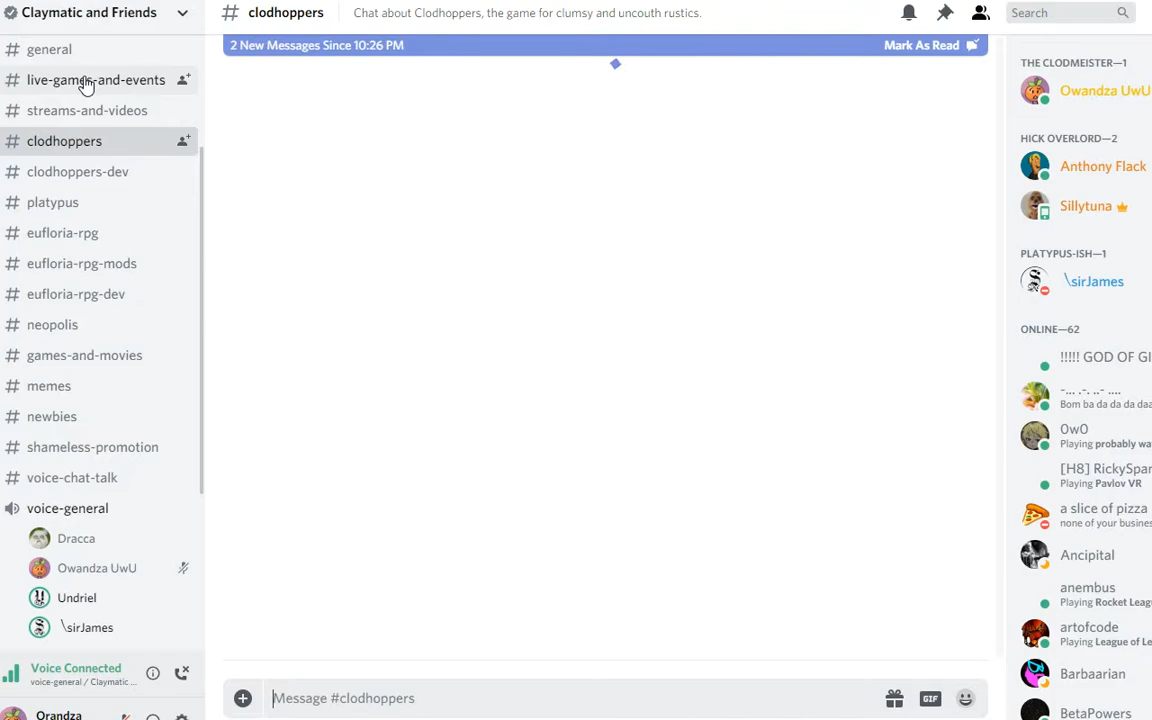 Claymatic and Friends
# clodhoppers
Chat about Clodhoppers, the game for clumsy and uncouth rustics.
Search
# general
# live-games-and-events
# streams-and-videos
# clodhoppers
# clodhoppers-dev
# platypus
# eufloria-rpg
# eufloria-rpg-mods
# eufloria-rpg-dev
# neopolis
# games-and-movies
# memes
# newbies
# shameless-promotion
# voice-chat-talk
voice-general
Dracca
Owandza UwU
Undriel
\sirJames
Voice Connected
voice-general / Claymatic ...
Orandza
2 New Messages Since 10:26 PM
Mark As Read
Message #clodhoppers
GIF
THE CLODMEISTER—1
Owandza UwU
HICK OVERLORD—2
Anthony Flack
Sillytuna
PLATYPUS-ISH—1
\sirJames
ONLINE—62
!!!!! GOD OF GI
-... .-. ..- ....
Bom ba da da da daa
0w0
Playing probably wa
[H8] RickySpar
Playing Pavlov VR
a slice of pizza
none of your busines
Ancipital
anembus
Playing Rocket Leag
artofcode
Playing League of Le
Barbaarian
BetaPowers